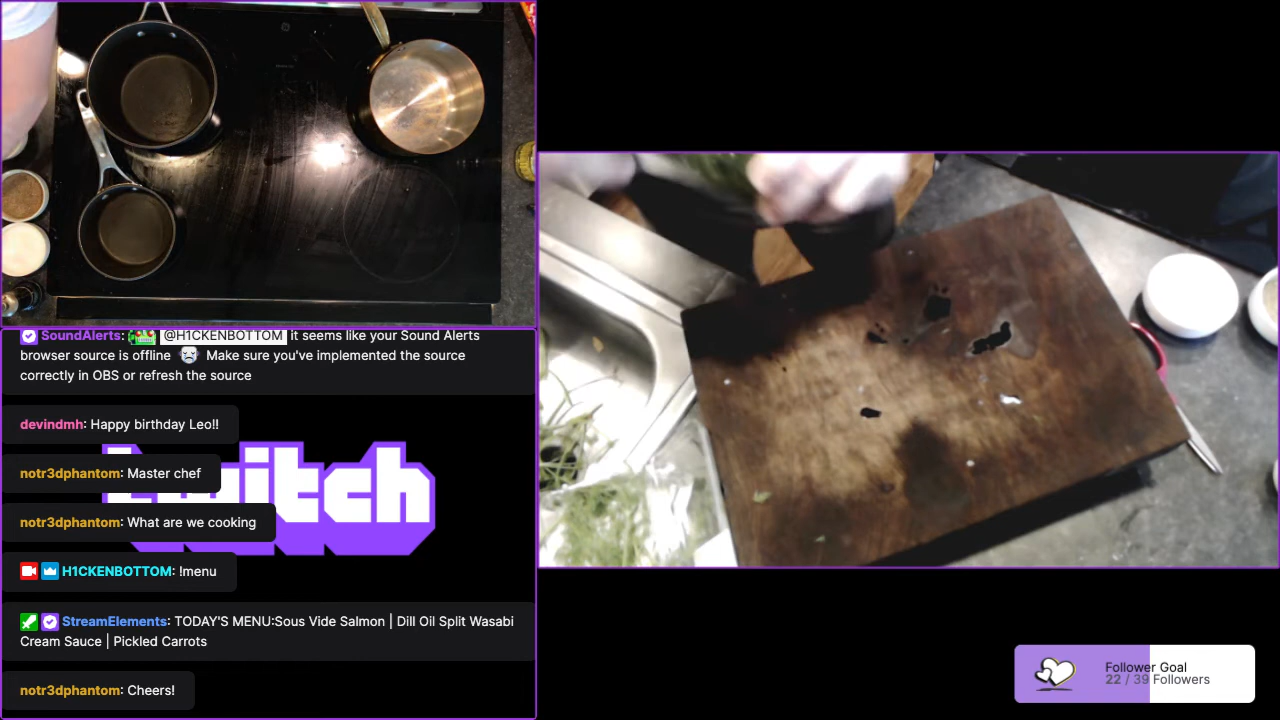 SoundAlerts: @H1CKENBOTTOM it seems like your Sound Alerts
browser source is offline Make sure you've implemented the source
correctly in OBS or refresh the source
devindmh: Happy birthday Leo!!
notr3dphantom: Master chef
twitch
notr3dphantom: What are we cooking
H1CKENBOTTOM: !menu
StreamElements: TODAY'S MENU:Sous Vide Salmon | Dill Oil Split Wasabi
Cream Sauce | Pickled Carrots
notr3dphantom: Cheers!
Follower Goal
22 / 39 Followers